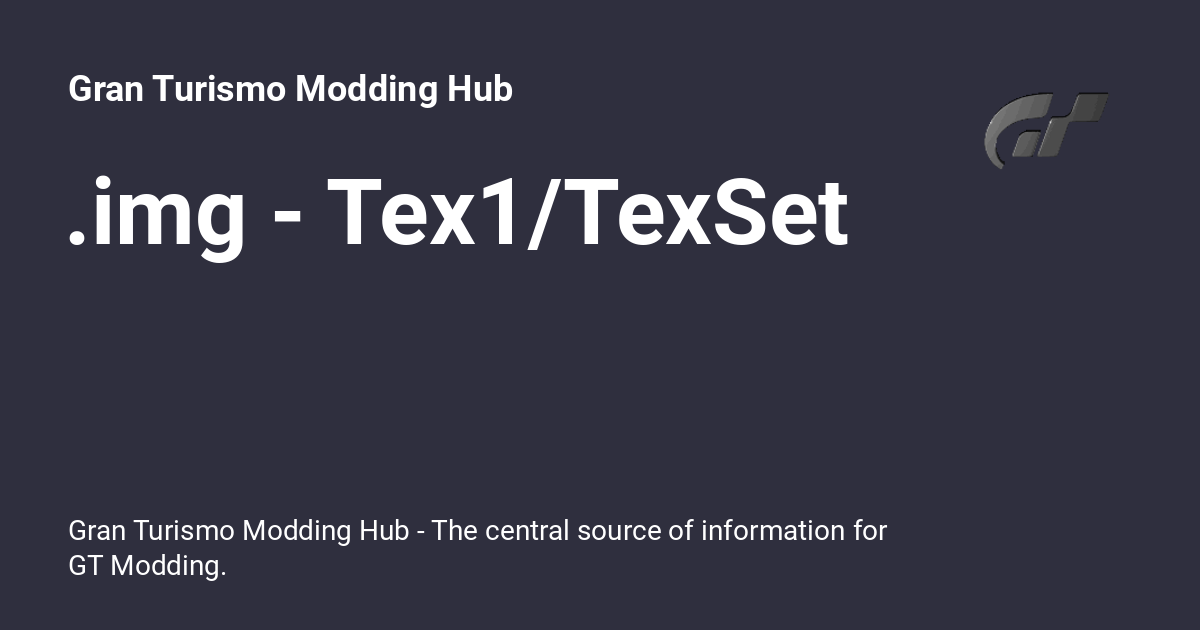 Gran Turismo Modding Hub
.img - Tex1/TexSet
Gran Turismo Modding Hub - The central source of information for
GT Modding.